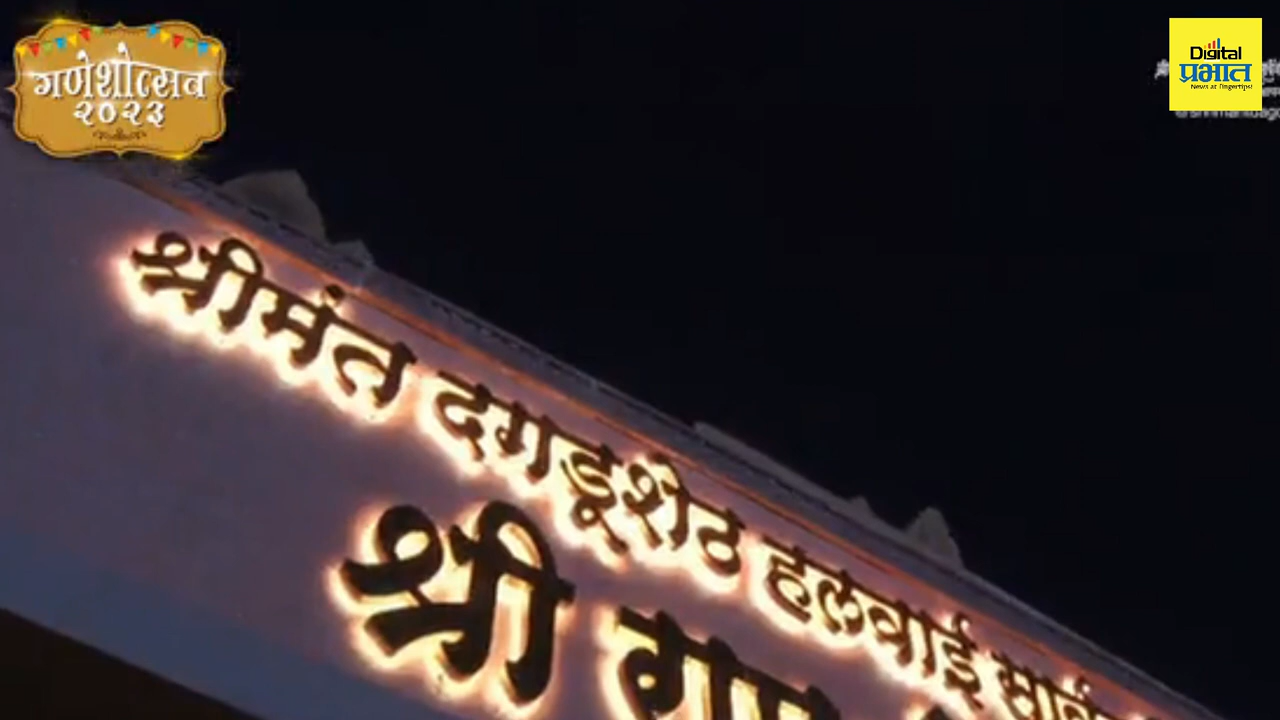 गणेशोत्सव
२०२३
Digital
प्रभात
News at fingertips!
श्रीमंत दगडूशेठ हलवाई
श्री